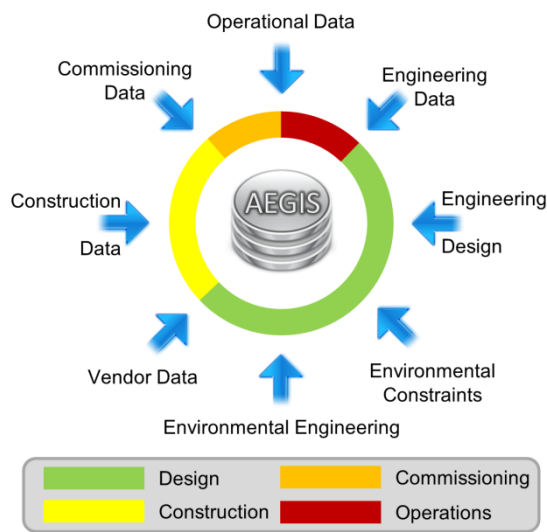 Operational Data
Commissioning
Data
Engineering
Data
Construction
Data
AEGIS
Engineering
Design
Vendor Data
Environmental
Constraints
Environmental Engineering
Design
Commissioning
Construction
Operations